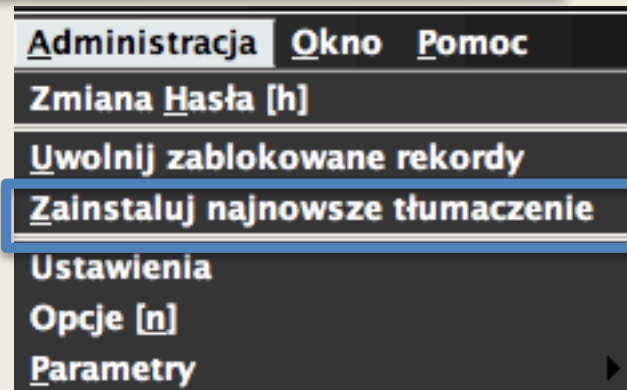 Administracja Okno Pomoc
Zmiana Hasła [h]
Uwolnij zablokowane rekordy
Zainstaluj najnowsze tłumaczenie
Ustawienia
Opcje [n]
Parametry